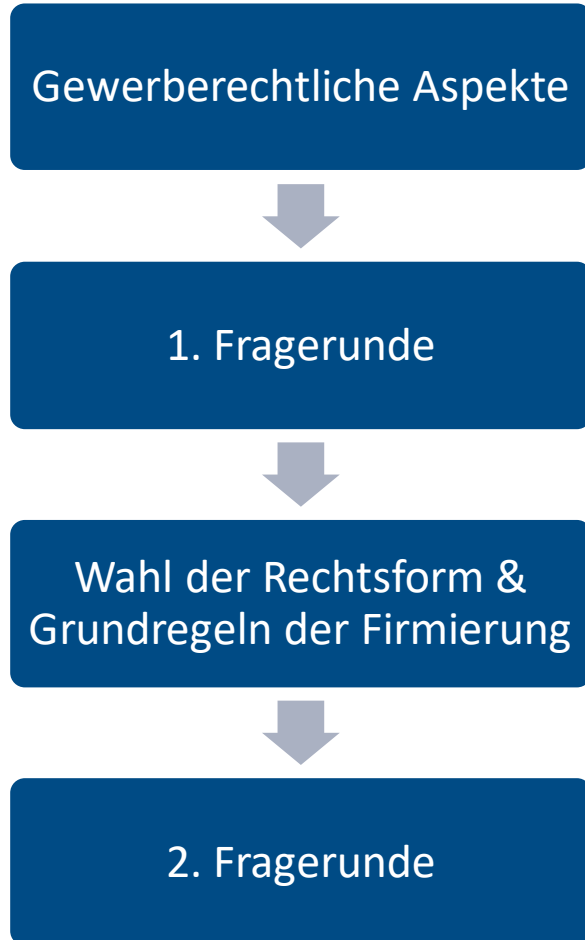 Gewerberechtliche Aspekte
1. Fragerunde
Wahl der Rechtsform &
Grundregeln der Firmierung
2. Fragerunde